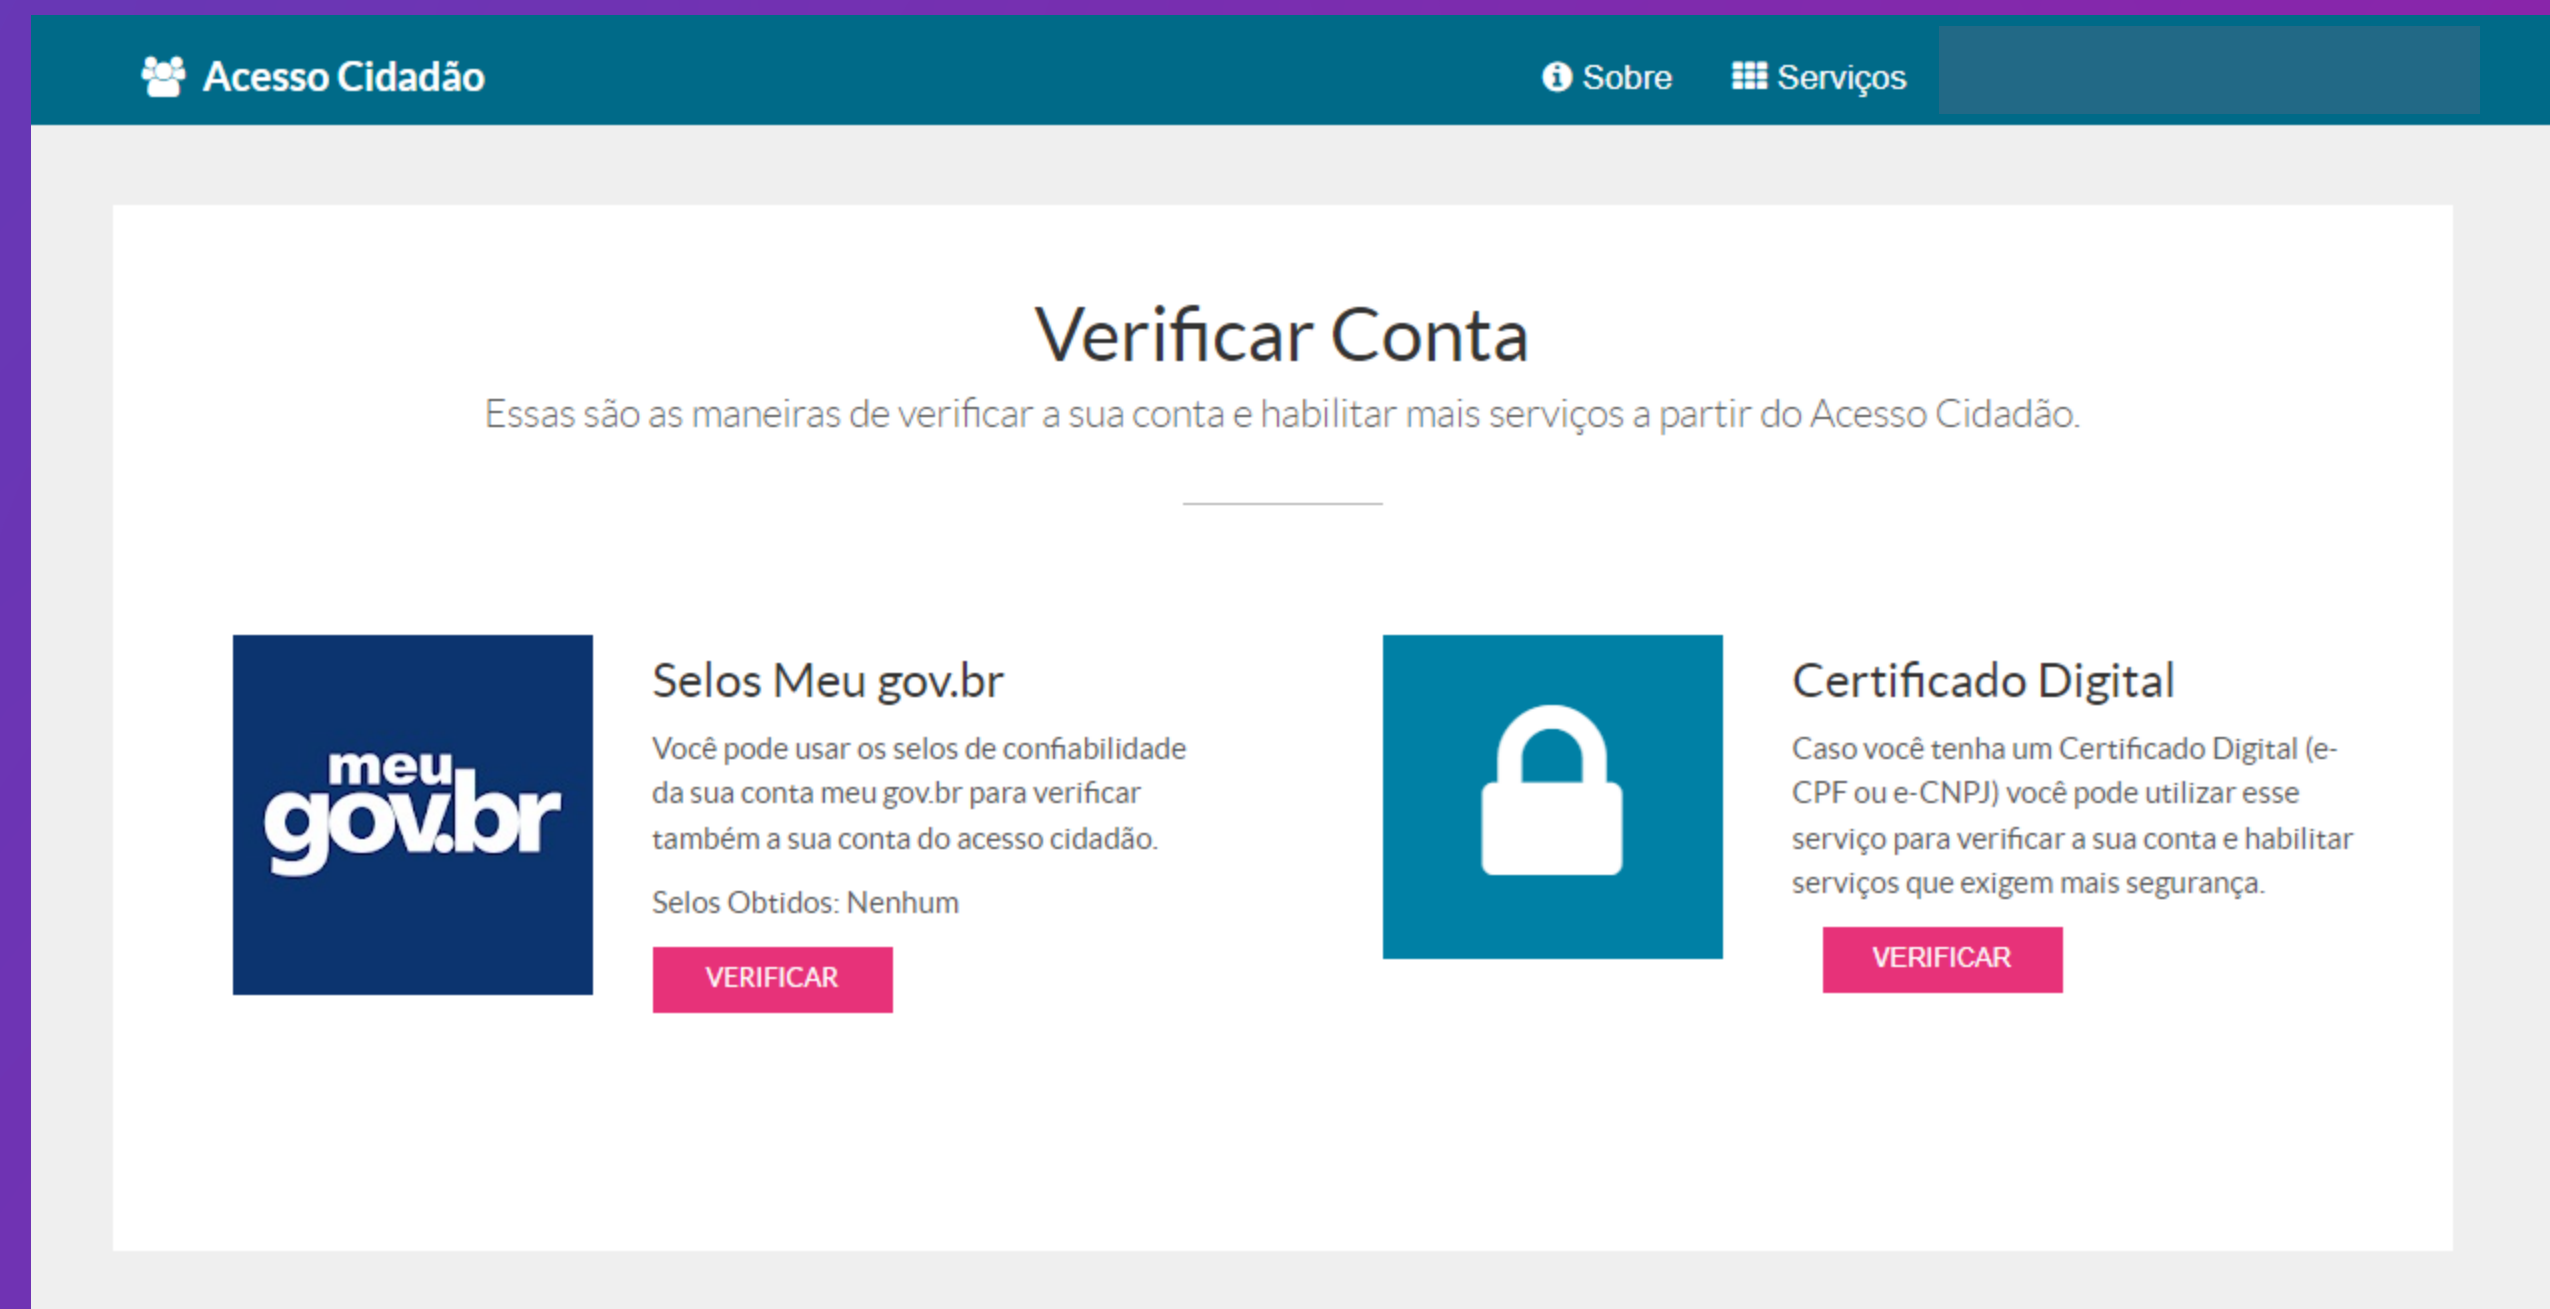 Acesso Cidadão
Sobre
Serviços
Verificar Conta
Essas são as maneiras de verificar a sua conta e habilitar mais serviços a partir do Acesso Cidadão.
meu
gov.br
Selos Meu gov.br
Você pode usar os selos de confiabilidade
da sua conta meu gov.br para verificar
também a sua conta do acesso cidadão.
Selos Obtidos: Nenhum
VERIFICAR
Certificado Digital
Caso você tenha um Certificado Digital (e-
CPF ou e-CNPJ) você pode utilizar esse
serviço para verificar a sua conta e habilitar
serviços que exigem mais segurança.
VERIFICAR